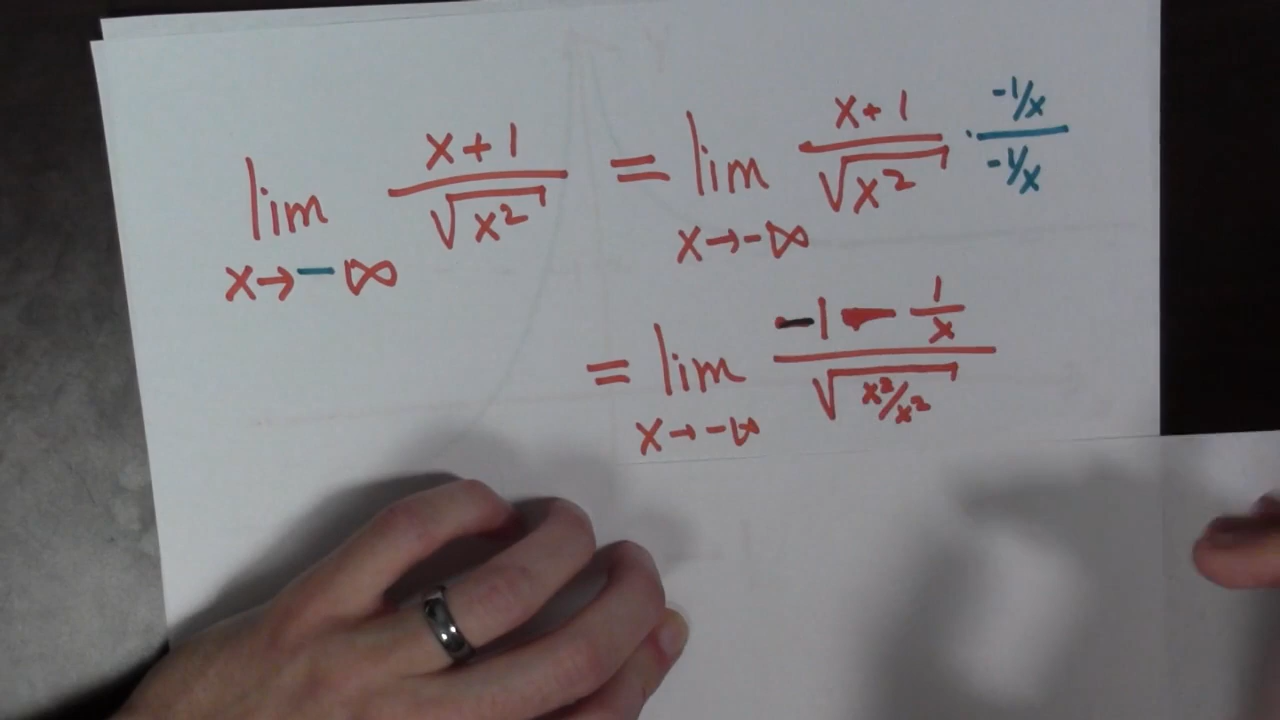 lim x→-∞ (x+1)/√(x²) = lim x→-∞ (x+1)/√(x²) · (-1/x)/(-1/x)
= lim x→-∞ (-1 - 1/x)/√(x²/x²)